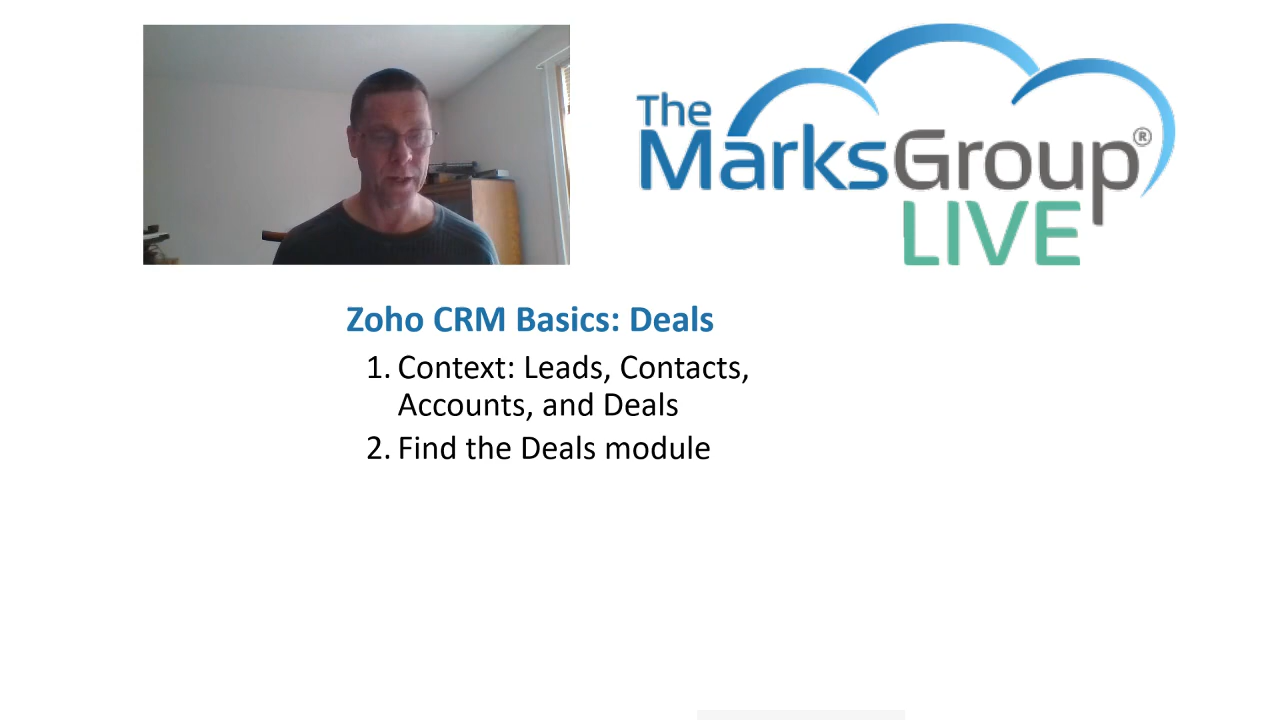 The
MarksGroup®
LIVE
Zoho CRM Basics: Deals
1. Context: Leads, Contacts,
Accounts, and Deals
2. Find the Deals module